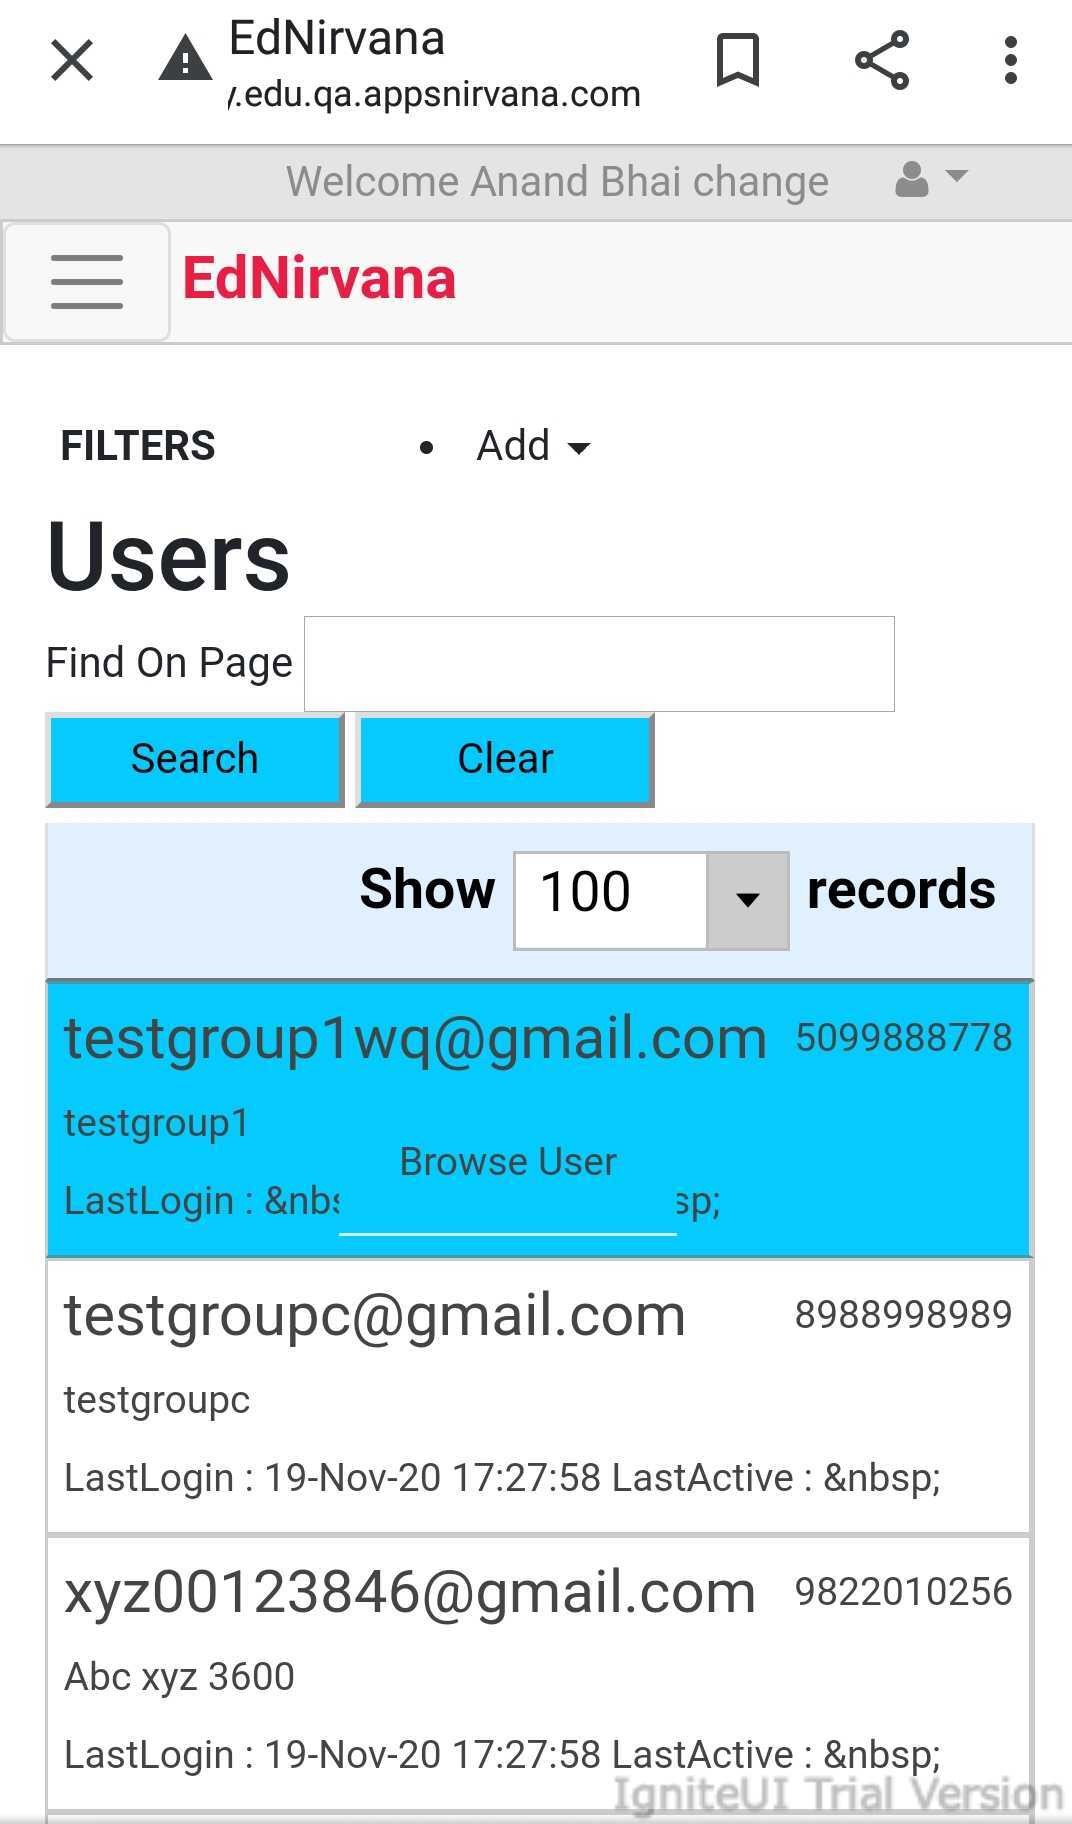 EdNirvana
/.edu.qa.appsnirvana.com
Welcome Anand Bhai change
EdNirvana
FILTERS • Add
Users
Find On Page
Search Clear
Show 100 records
testgroup1wq@gmail.com 5099888778
testgroup1
Browse User
LastLogin : &nbs sp;
testgroupc@gmail.com 8988998989
testgroupc
LastLogin : 19-Nov-20 17:27:58 LastActive : &nbsp;
xyz00123846@gmail.com 9822010256
Abc xyz 3600
LastLogin : 19-Nov-20 17:27:58 LastActive : &nbsp;
IgniteUI Trial Version